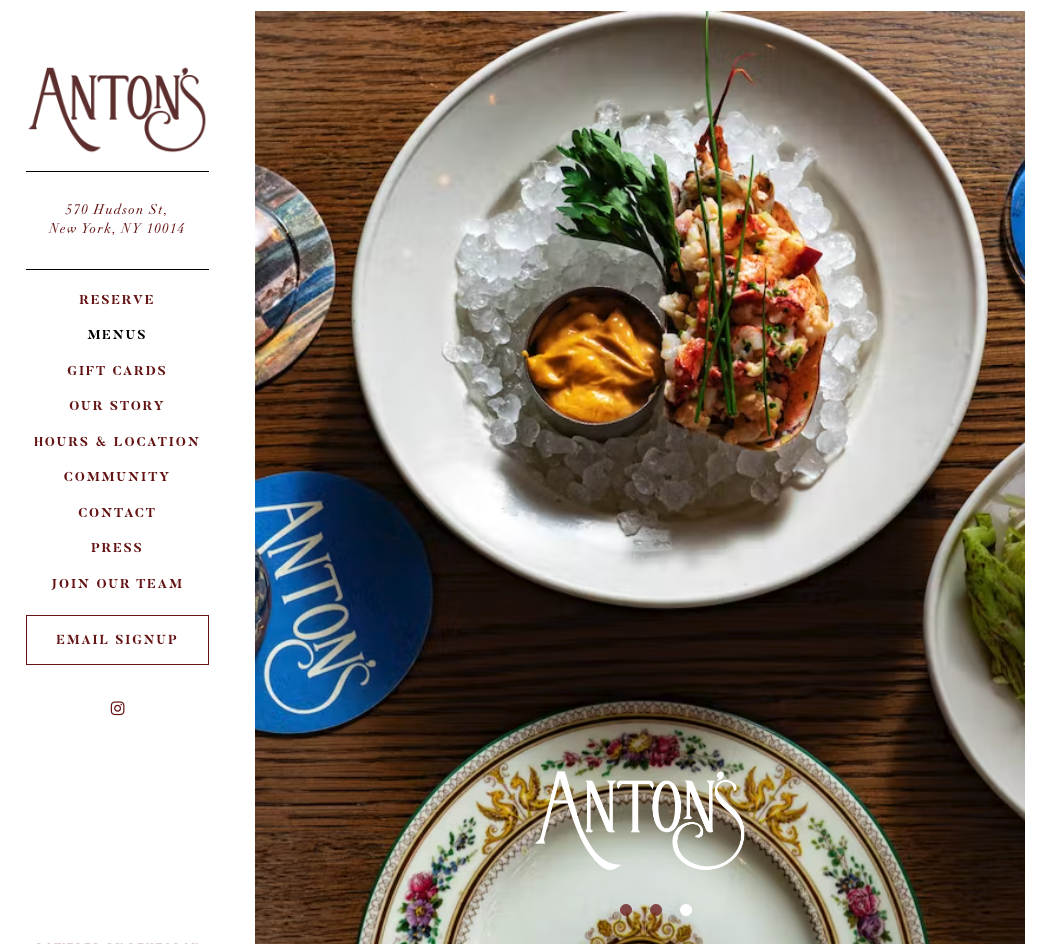 ANTON'S
570 Hudson St,
New York, NY 10014
RESERVE
MENUS
GIFT CARDS
OUR STORY
HOURS & LOCATION
COMMUNITY
CONTACT
PRESS
JOIN OUR TEAM
EMAIL SIGNUP
ANTON'S
ANTON'S